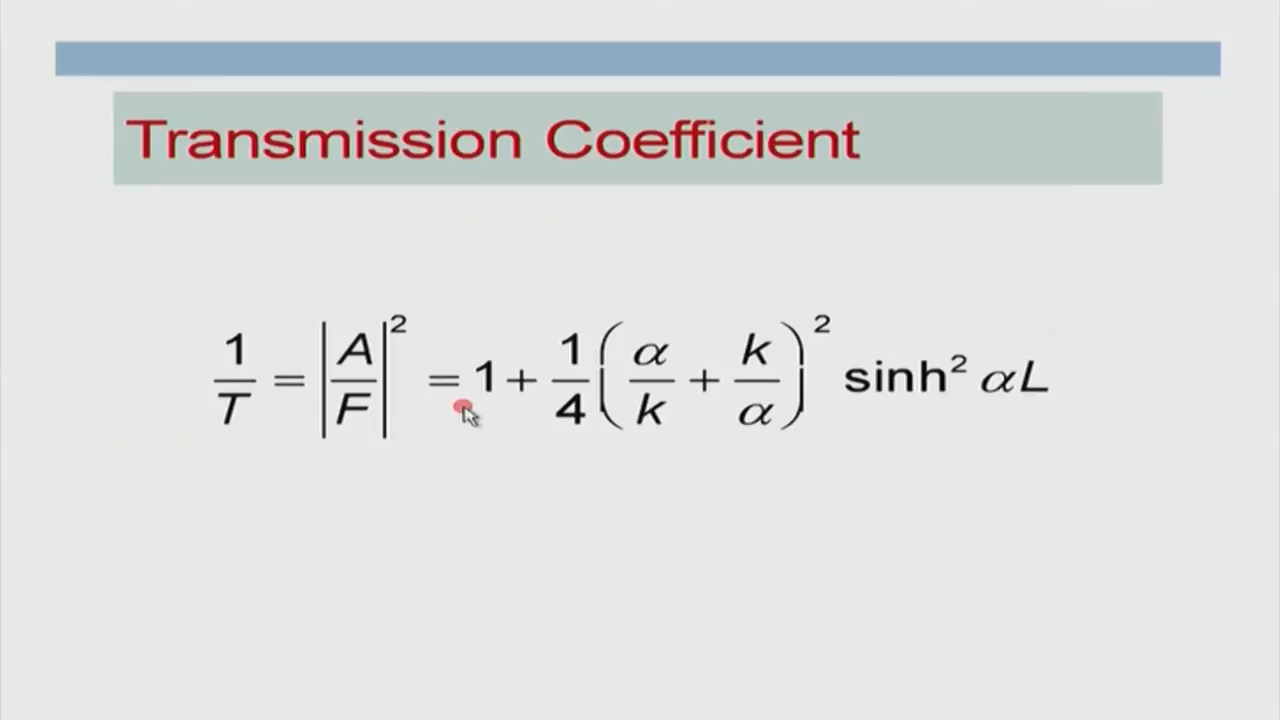 Transmission Coefficient
1/T = |A/F|² = 1 + 1/4 (α/k + k/α)² sinh² αL